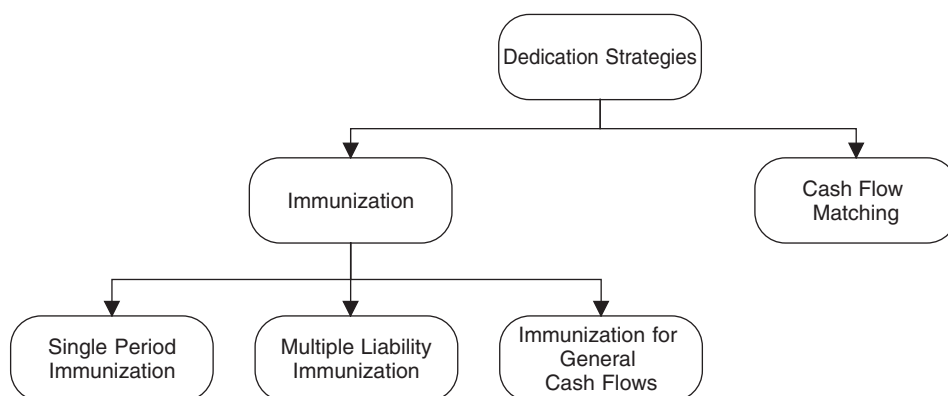 Dedication Strategies
Immunization
Cash Flow
Matching
Single Period
Immunization
Multiple Liability
Immunization
Immunization for
General
Cash Flows